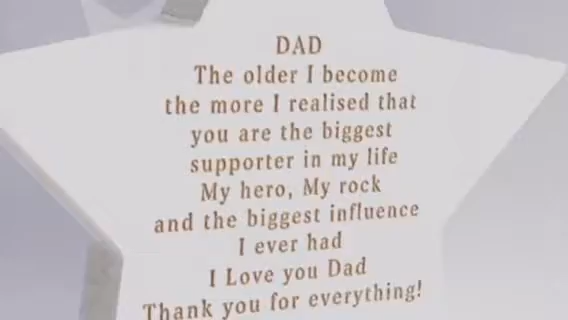 DAD
The older I become
the more I realised that
you are the biggest
supporter in my life
My hero, My rock
and the biggest influence
I ever had
I Love you Dad
Thank you for everything!